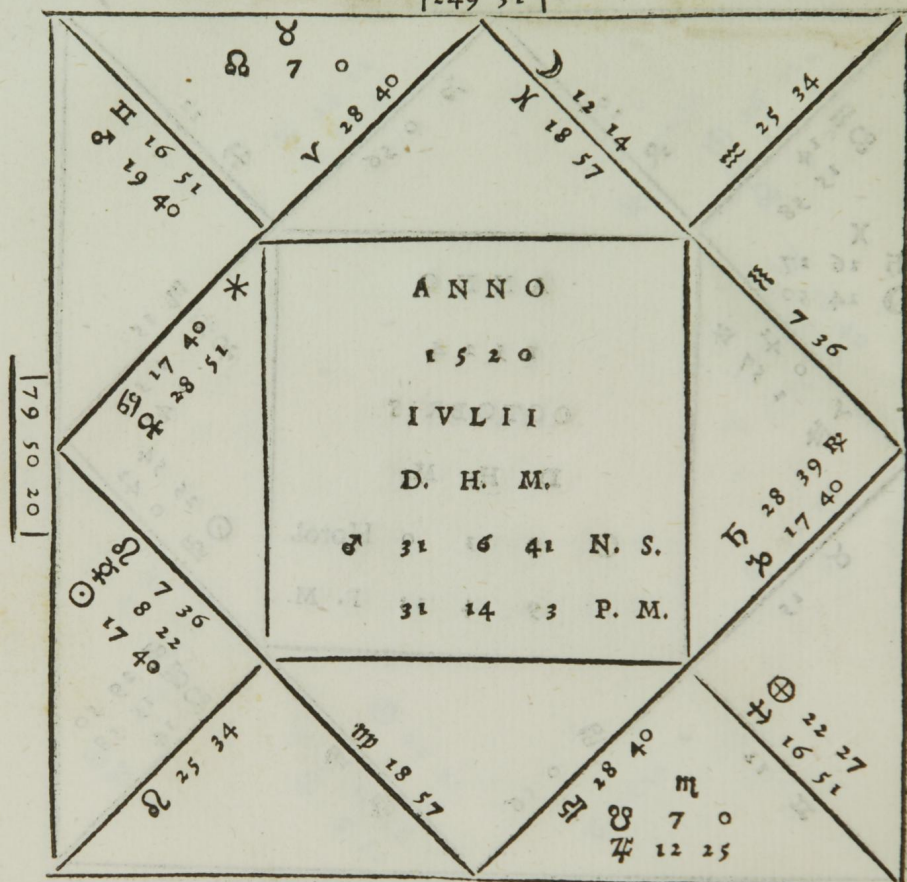 249 51
♉
☊ 7 0
♈ 28 40
☽ 12 14
♓ 18 57
♒ 25 34
♊ 16 51
♂ 19 40
♒ 7 36
*
♋ 17 40
28 51
79 50 20
ANNO
1520
IVLII
D. H. M.
♂ 31 6 41 N. S.
31 14 3 P. M.
♄ 28 39 ℞
♑ 17 40
♌ 7 36
☿ 8 22
☉ 17 40
♌ 25 34
♍ 18 57
♎ 28 40
♏
☋ 7 0
♃ 12 25
⊕ 22 27
♐ 16 51